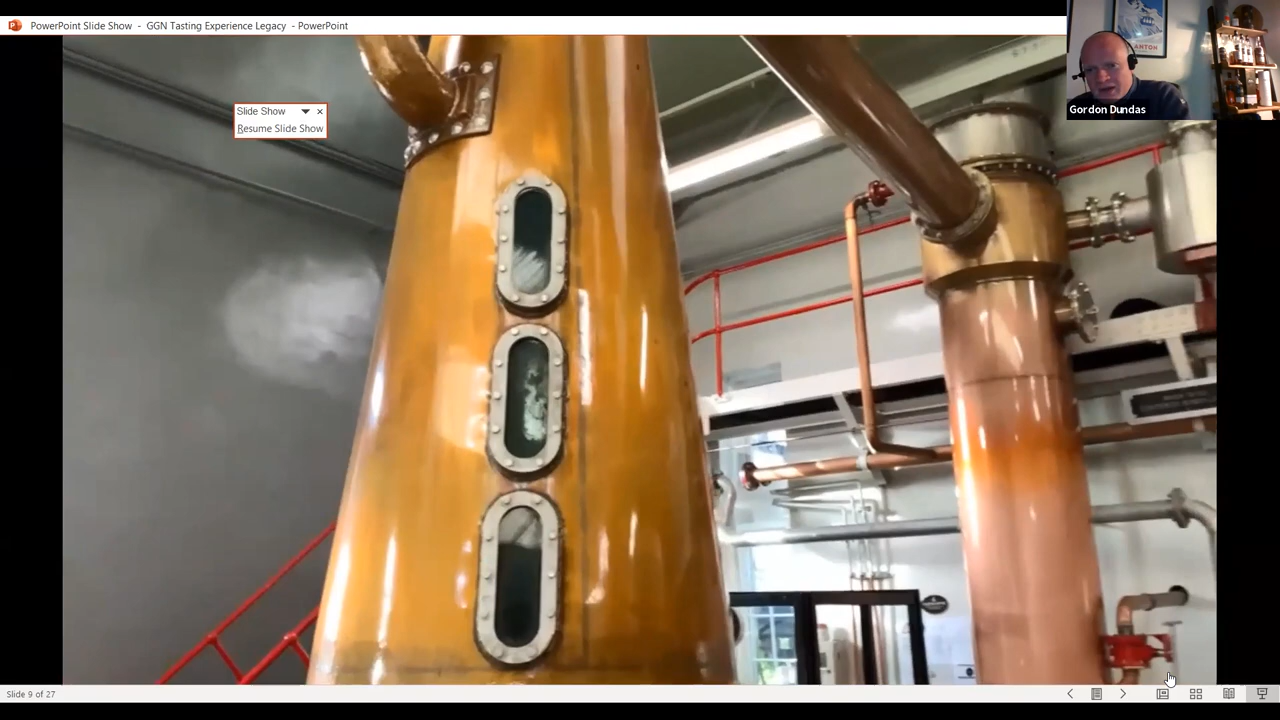 PowerPoint Slide Show - GGN Tasting Experience Legacy - PowerPoint
ANTON
Gordon Dundas
Slide Show
Resume Slide Show
Slide 9 of 27